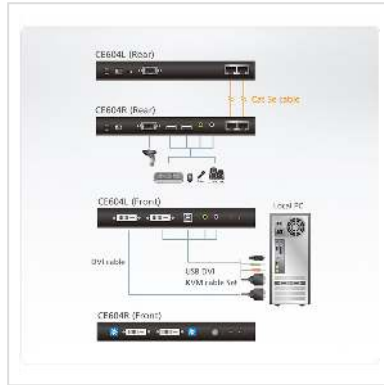 CE604L (Rear)
Cat 5e cable
CE604R (Rear)
CE604L (Front)
Local PC
DVI cable
USB DVI
KVM cable Set
CE604R (Front)